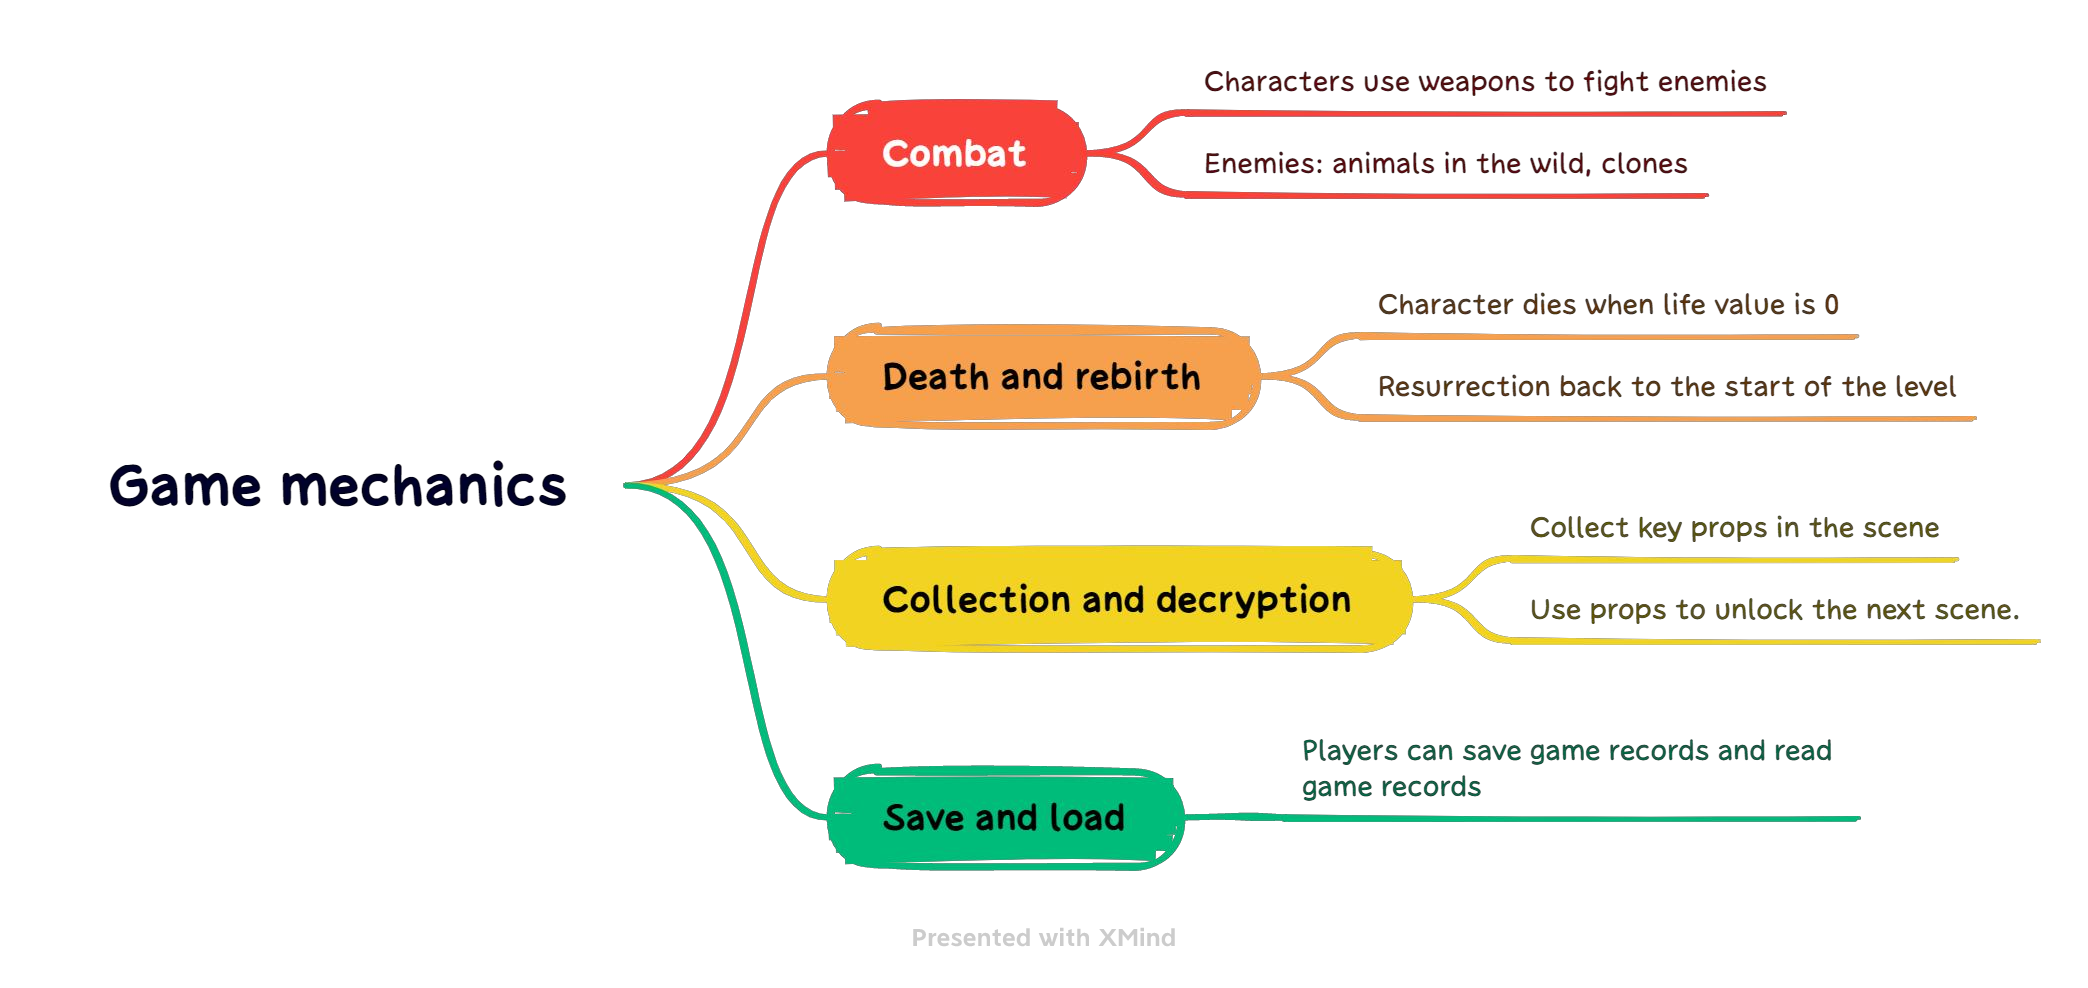 Game mechanics
Combat
Characters use weapons to fight enemies
Enemies: animals in the wild, clones
Death and rebirth
Character dies when life value is 0
Resurrection back to the start of the level
Collection and decryption
Collect key props in the scene
Use props to unlock the next scene.
Save and load
Players can save game records and read
game records
Presented with XMind